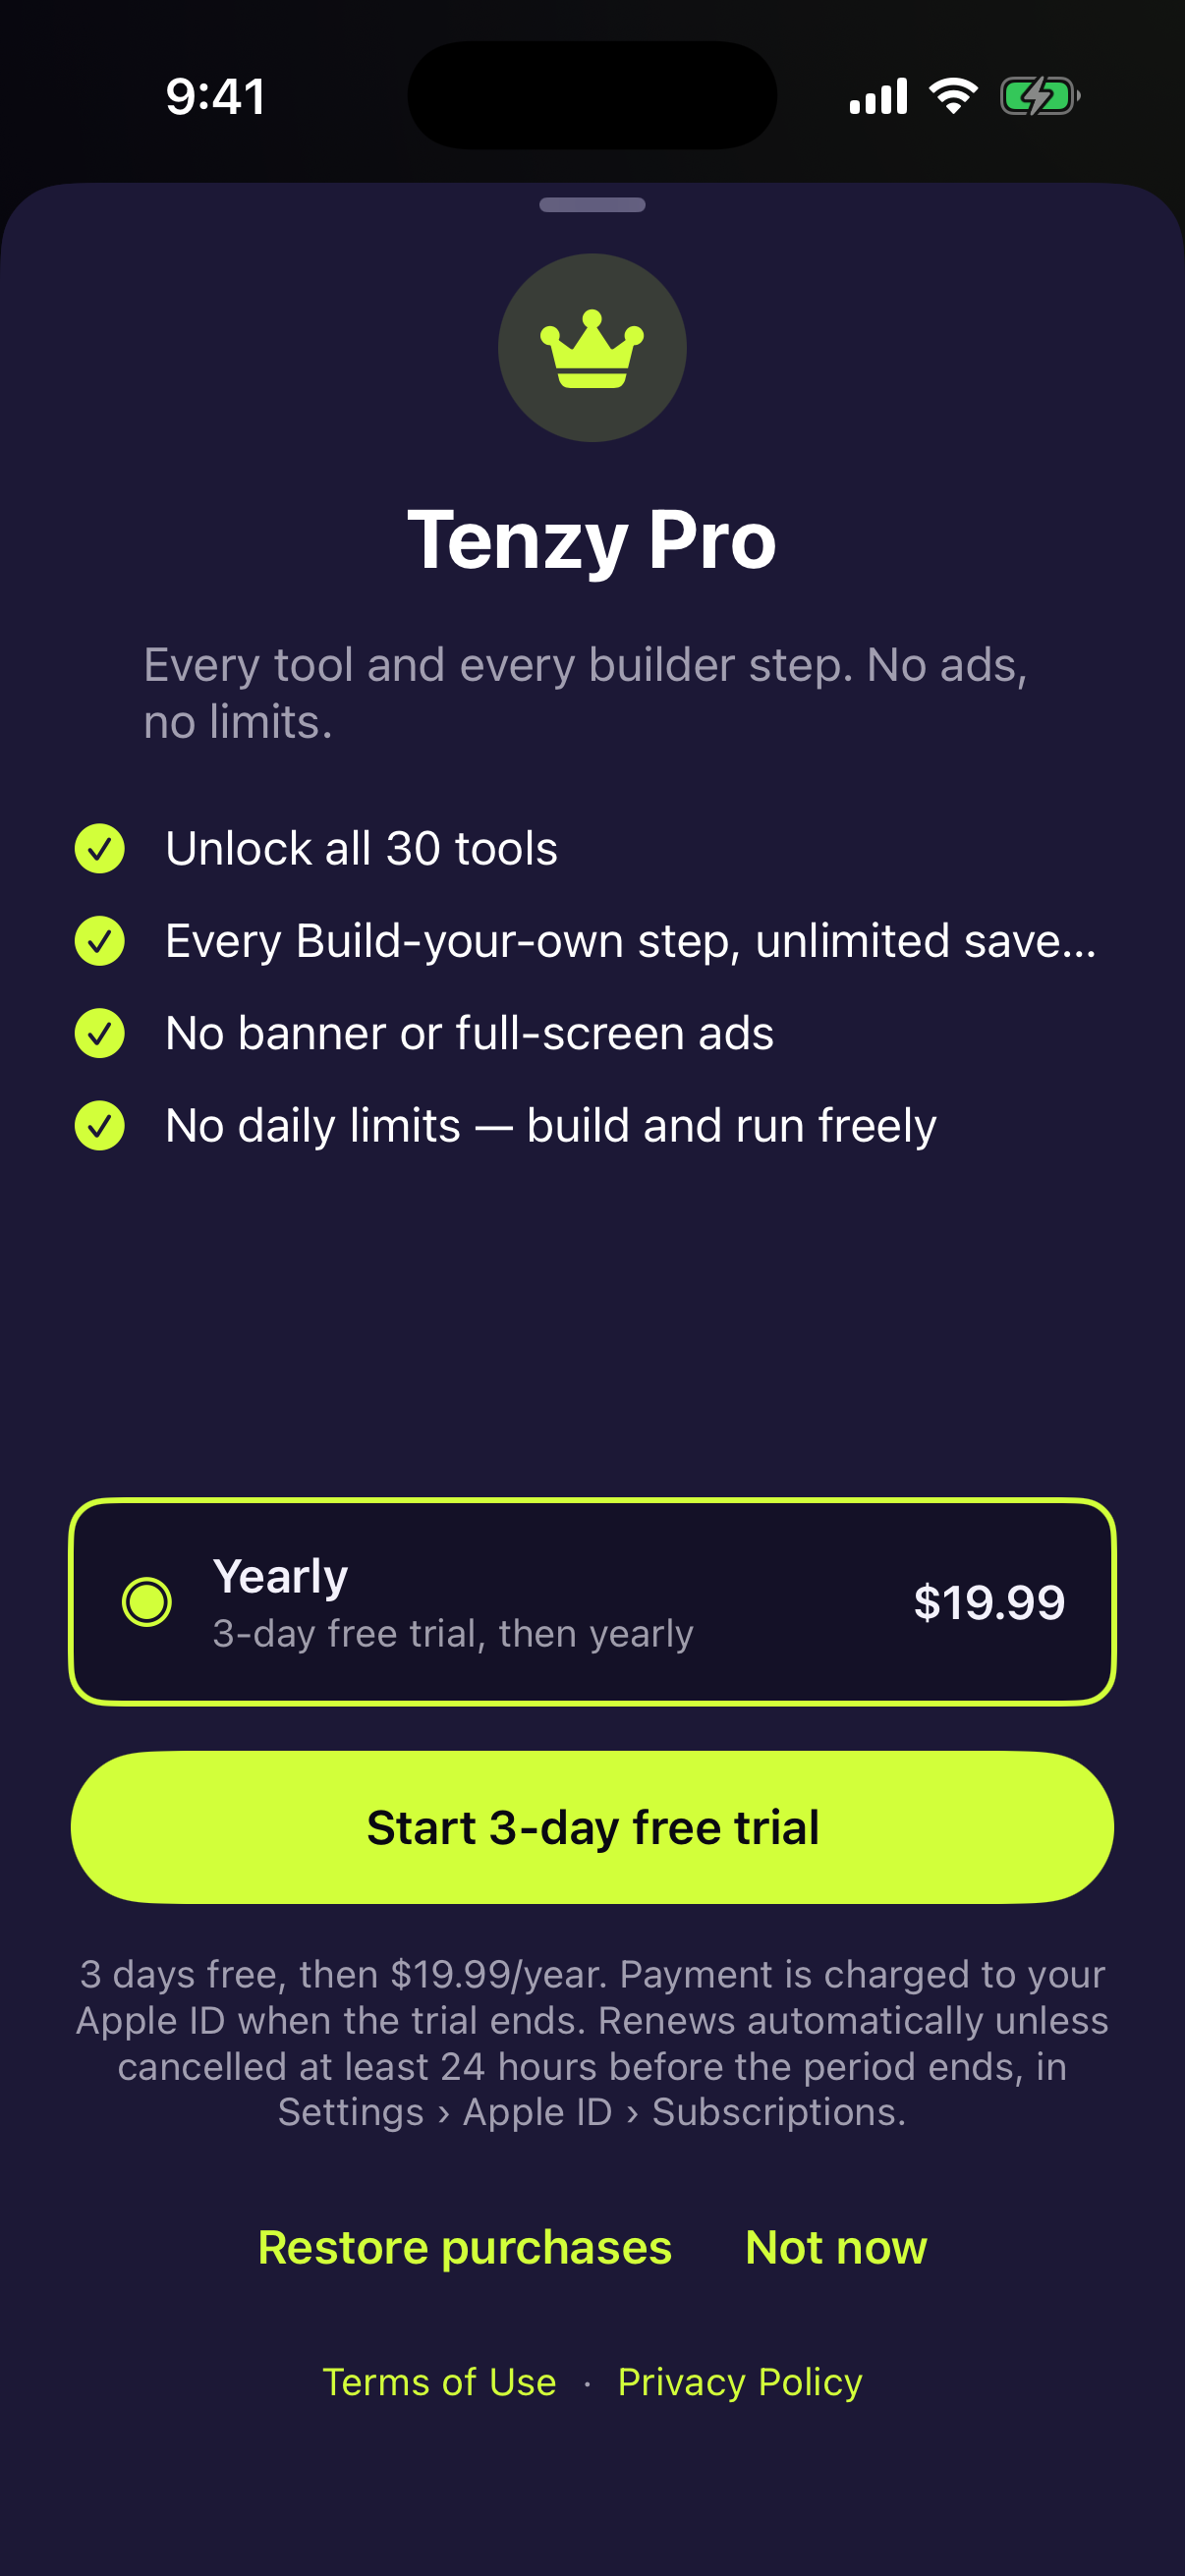 9:41
Tenzy Pro
Every tool and every builder step. No ads,
no limits.
Unlock all 30 tools
Every Build-your-own step, unlimited save...
No banner or full-screen ads
No daily limits — build and run freely
Yearly
3-day free trial, then yearly
$19.99
Start 3-day free trial
3 days free, then $19.99/year. Payment is charged to your
Apple ID when the trial ends. Renews automatically unless
cancelled at least 24 hours before the period ends, in
Settings › Apple ID › Subscriptions.
Restore purchases Not now
Terms of Use · Privacy Policy